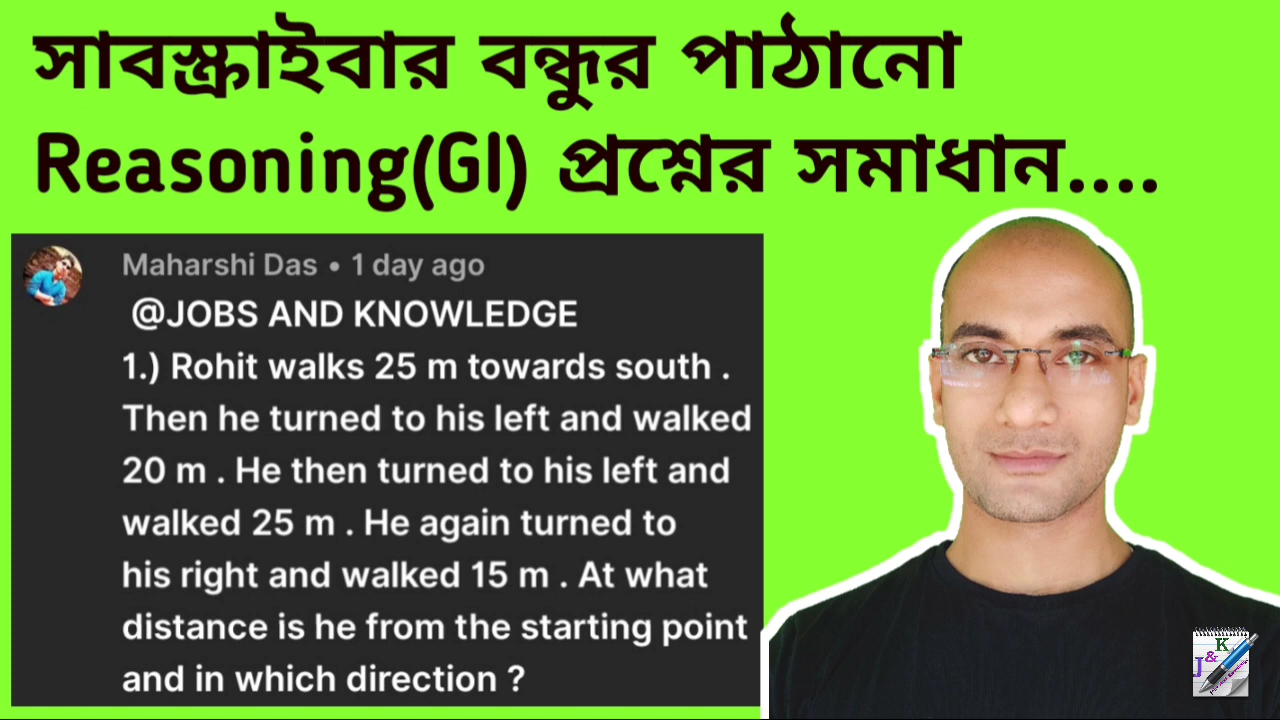 সাবস্ক্রাইবার বন্ধুর পাঠানো
Reasoning(GI) প্রশ্নের সমাধান....
Maharshi Das • 1 day ago
@JOBS AND KNOWLEDGE
1.) Rohit walks 25 m towards south .
Then he turned to his left and walked
20 m . He then turned to his left and
walked 25 m . He again turned to
his right and walked 15 m . At what
distance is he from the starting point
and in which direction ?
J & K